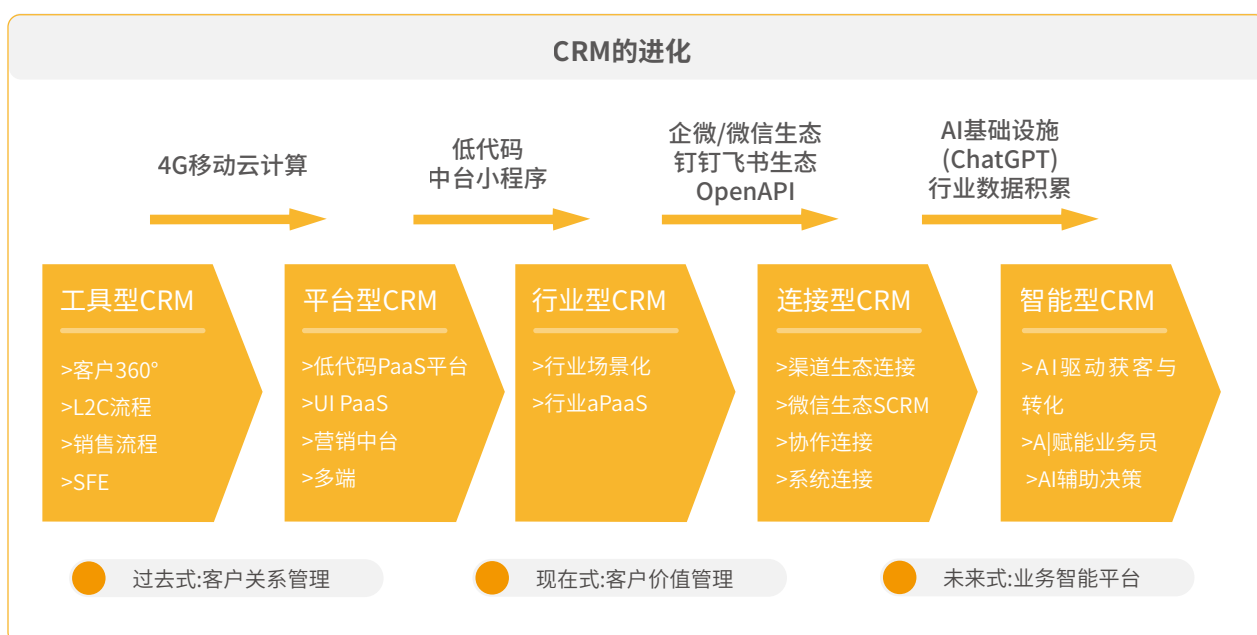 CRM的进化
4G移动云计算
低代码
中台小程序
企微/微信生态
钉钉飞书生态
OpenAPI
AI基础设施
(ChatGPT)
行业数据积累
工具型CRM
>客户360°
>L2C流程
>销售流程
>SFE
平台型CRM
>低代码PaaS平台
>UI PaaS
>营销中台
>多端
行业型CRM
>行业场景化
>行业aPaaS
连接型CRM
>渠道生态连接
>微信生态SCRM
>协作连接
>系统连接
智能型CRM
>AI驱动获客与
转化
>A|赋能业务员
>AI辅助决策
过去式:客户关系管理
现在式:客户价值管理
未来式:业务智能平台